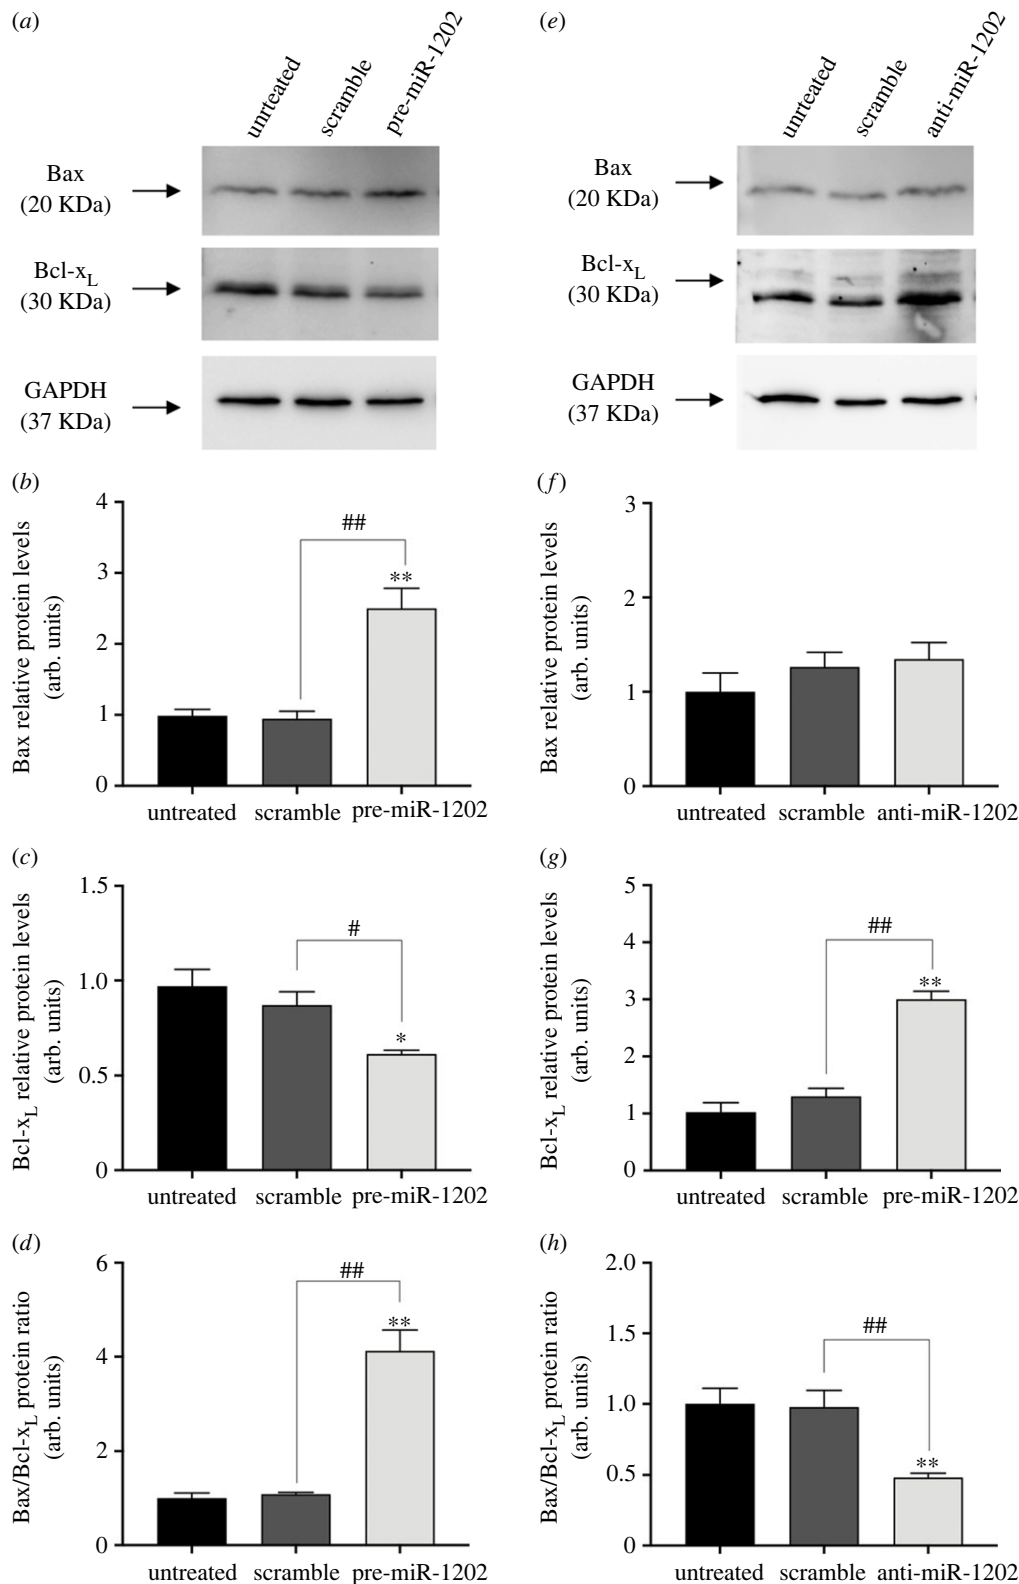 (a)
unrteated
scramble
pre-miR-1202
Bax
(20 KDa)
Bcl-xL
(30 KDa)
GAPDH
(37 KDa)
(b)
Bax relative protein levels
(arb. units)
4
3
2
1
0
##
**
untreated
scramble
pre-miR-1202
(c)
Bcl-xL relative protein levels
(arb. units)
1.5
1.0
0.5
0
#
*
untreated
scramble
pre-miR-1202
(d)
Bax/Bcl-xL protein ratio
(arb. units)
6
4
2
0
##
**
untreated
scramble
pre-miR-1202
(e)
unrteated
scramble
anti-miR-1202
Bax
(20 KDa)
Bcl-xL
(30 KDa)
GAPDH
(37 KDa)
(f)
Bax relative protein levels
(arb. units)
3
2
1
0
untreated
scramble
anti-miR-1202
(g)
Bcl-xL relative protein levels
(arb. units)
5
4
3
2
1
0
##
**
untreated
scramble
pre-miR-1202
(h)
Bax/Bcl-xL protein ratio
(arb. units)
2.0
1.5
1.0
0.5
0
##
**
untreated
scramble
anti-miR-1202